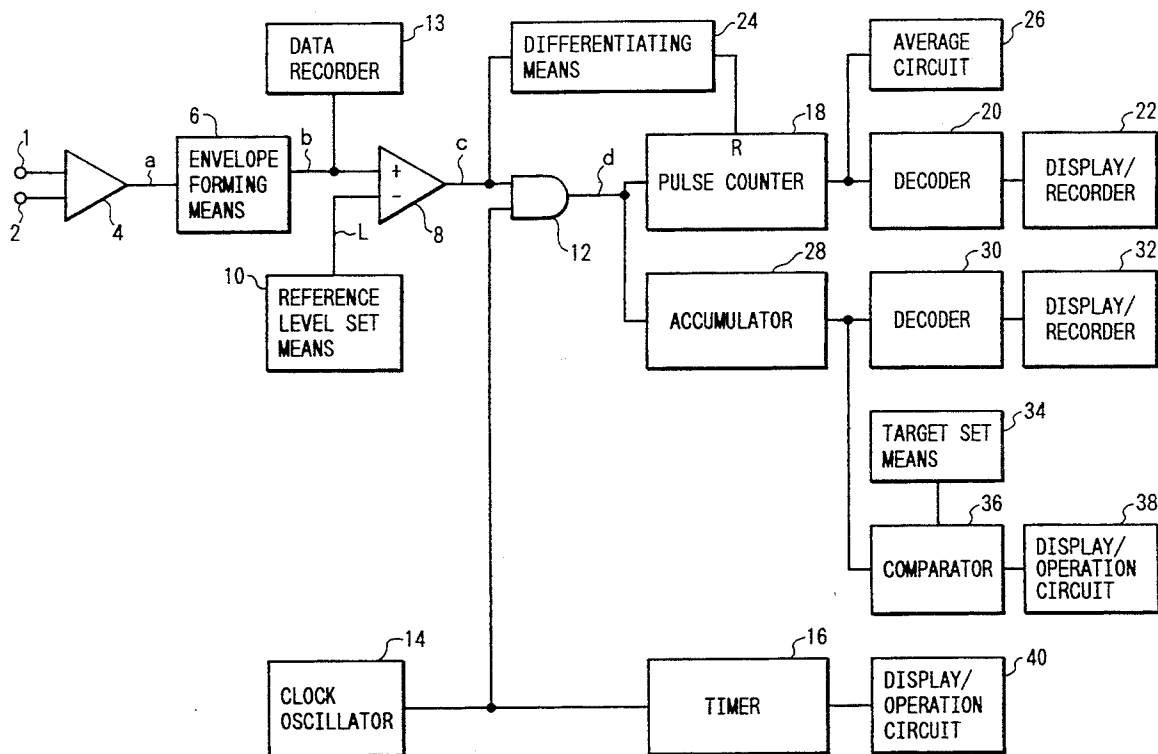 13
DATA
RECORDER
24
DIFFERENTIATING
MEANS
26
AVERAGE
CIRCUIT
1
2
4
a
6
ENVELOPE
FORMING
MEANS
b
+
-
8
c
L
10
REFERENCE
LEVEL SET
MEANS
12
d
18
R
PULSE COUNTER
20
DECODER
22
DISPLAY/
RECORDER
28
ACCUMULATOR
30
DECODER
32
DISPLAY/
RECORDER
34
TARGET SET
MEANS
36
COMPARATOR
38
DISPLAY/
OPERATION
CIRCUIT
14
CLOCK
OSCILLATOR
16
TIMER
40
DISPLAY/
OPERATION
CIRCUIT